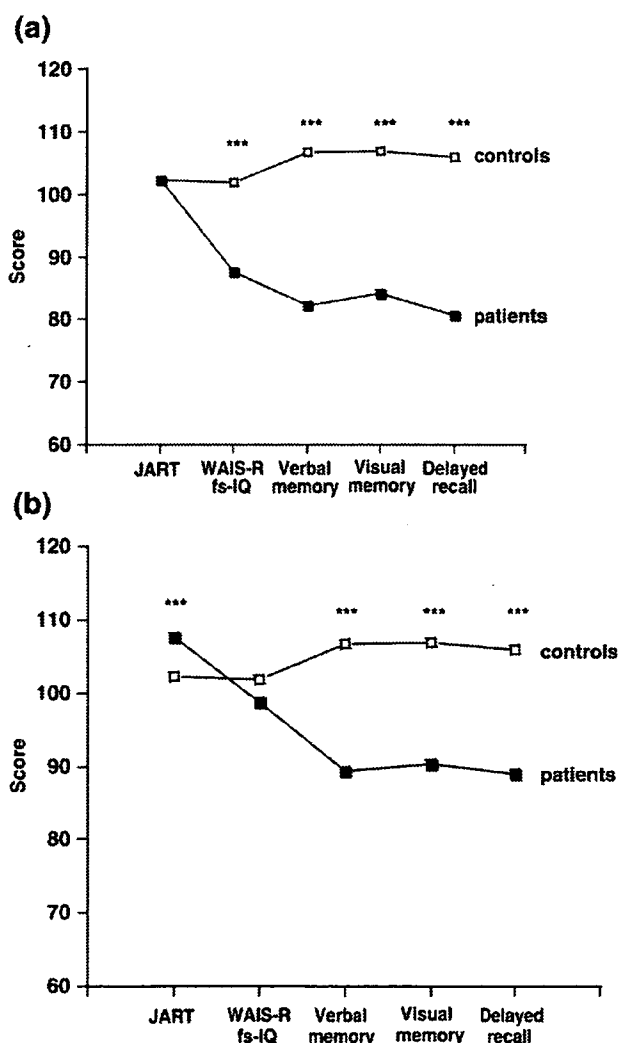 (a)
120
110
100
90
80
70
60
Score
*** *** *** ***
controls
patients
JART WAIS-R Verbal Visual Delayed
fs-IQ memory memory recall
(b)
120
110
100
90
80
70
60
Score
*** *** *** ***
controls
patients
JART WAIS-R Verbal Visual Delayed
fs-IQ memory memory recall